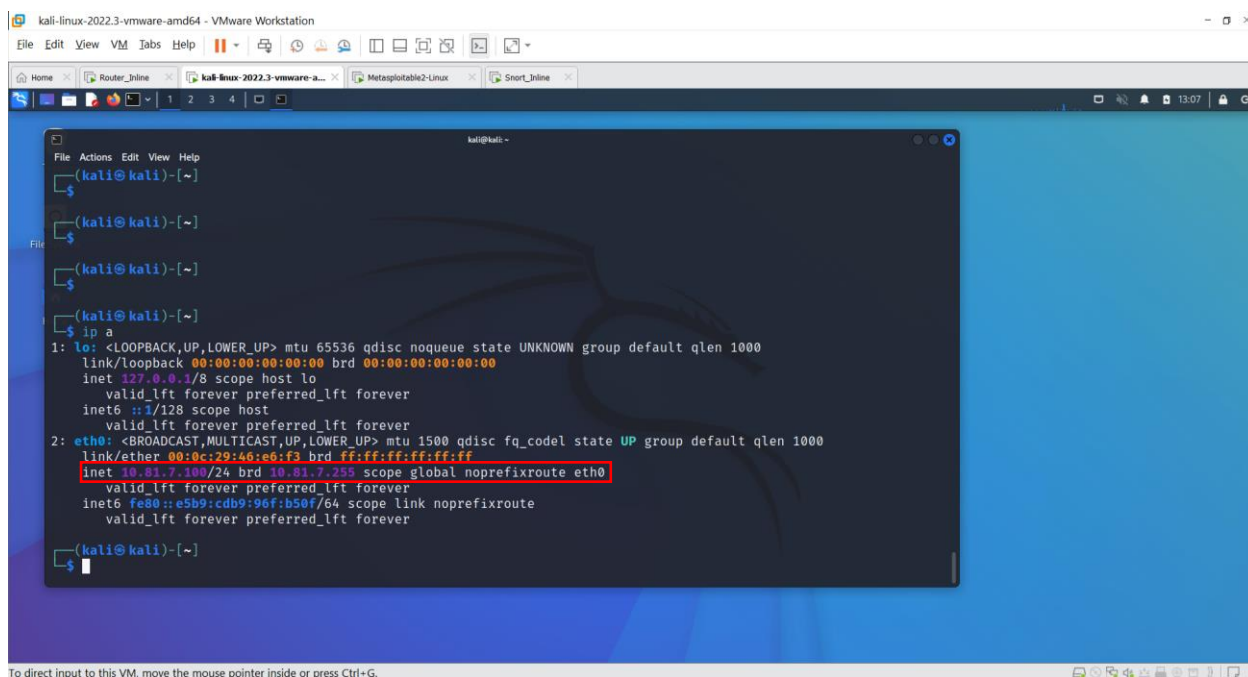 kali-linux-2022.3-vmware-amd64 - VMware Workstation
File Edit View VM Tabs Help
Home Router_Inline kali-linux-2022.3-vmware-a... Metasploitable2-Linux Snort_Inline
1 2 3 4 13:07
kali@kali: ~
File Actions Edit View Help
(kali㉿kali)-[~]
$
(kali㉿kali)-[~]
$
File
(kali㉿kali)-[~]
$
(kali㉿kali)-[~]
$ ip a
1: lo: <LOOPBACK,UP,LOWER_UP> mtu 65536 qdisc noqueue state UNKNOWN group default qlen 1000
link/loopback 00:00:00:00:00:00 brd 00:00:00:00:00:00
inet 127.0.0.1/8 scope host lo
valid_lft forever preferred_lft forever
inet6 ::1/128 scope host
valid_lft forever preferred_lft forever
2: eth0: <BROADCAST,MULTICAST,UP,LOWER_UP> mtu 1500 qdisc fq_codel state UP group default qlen 1000
link/ether 00:0c:29:46:e6:f3 brd ff:ff:ff:ff:ff:ff
inet 10.81.7.100/24 brd 10.81.7.255 scope global noprefixroute eth0
valid_lft forever preferred_lft forever
inet6 fe80::e5b9:cdb9:96f:b50f/64 scope link noprefixroute
valid_lft forever preferred_lft forever
(kali㉿kali)-[~]
$
To direct input to this VM, move the mouse pointer inside or press Ctrl+G.